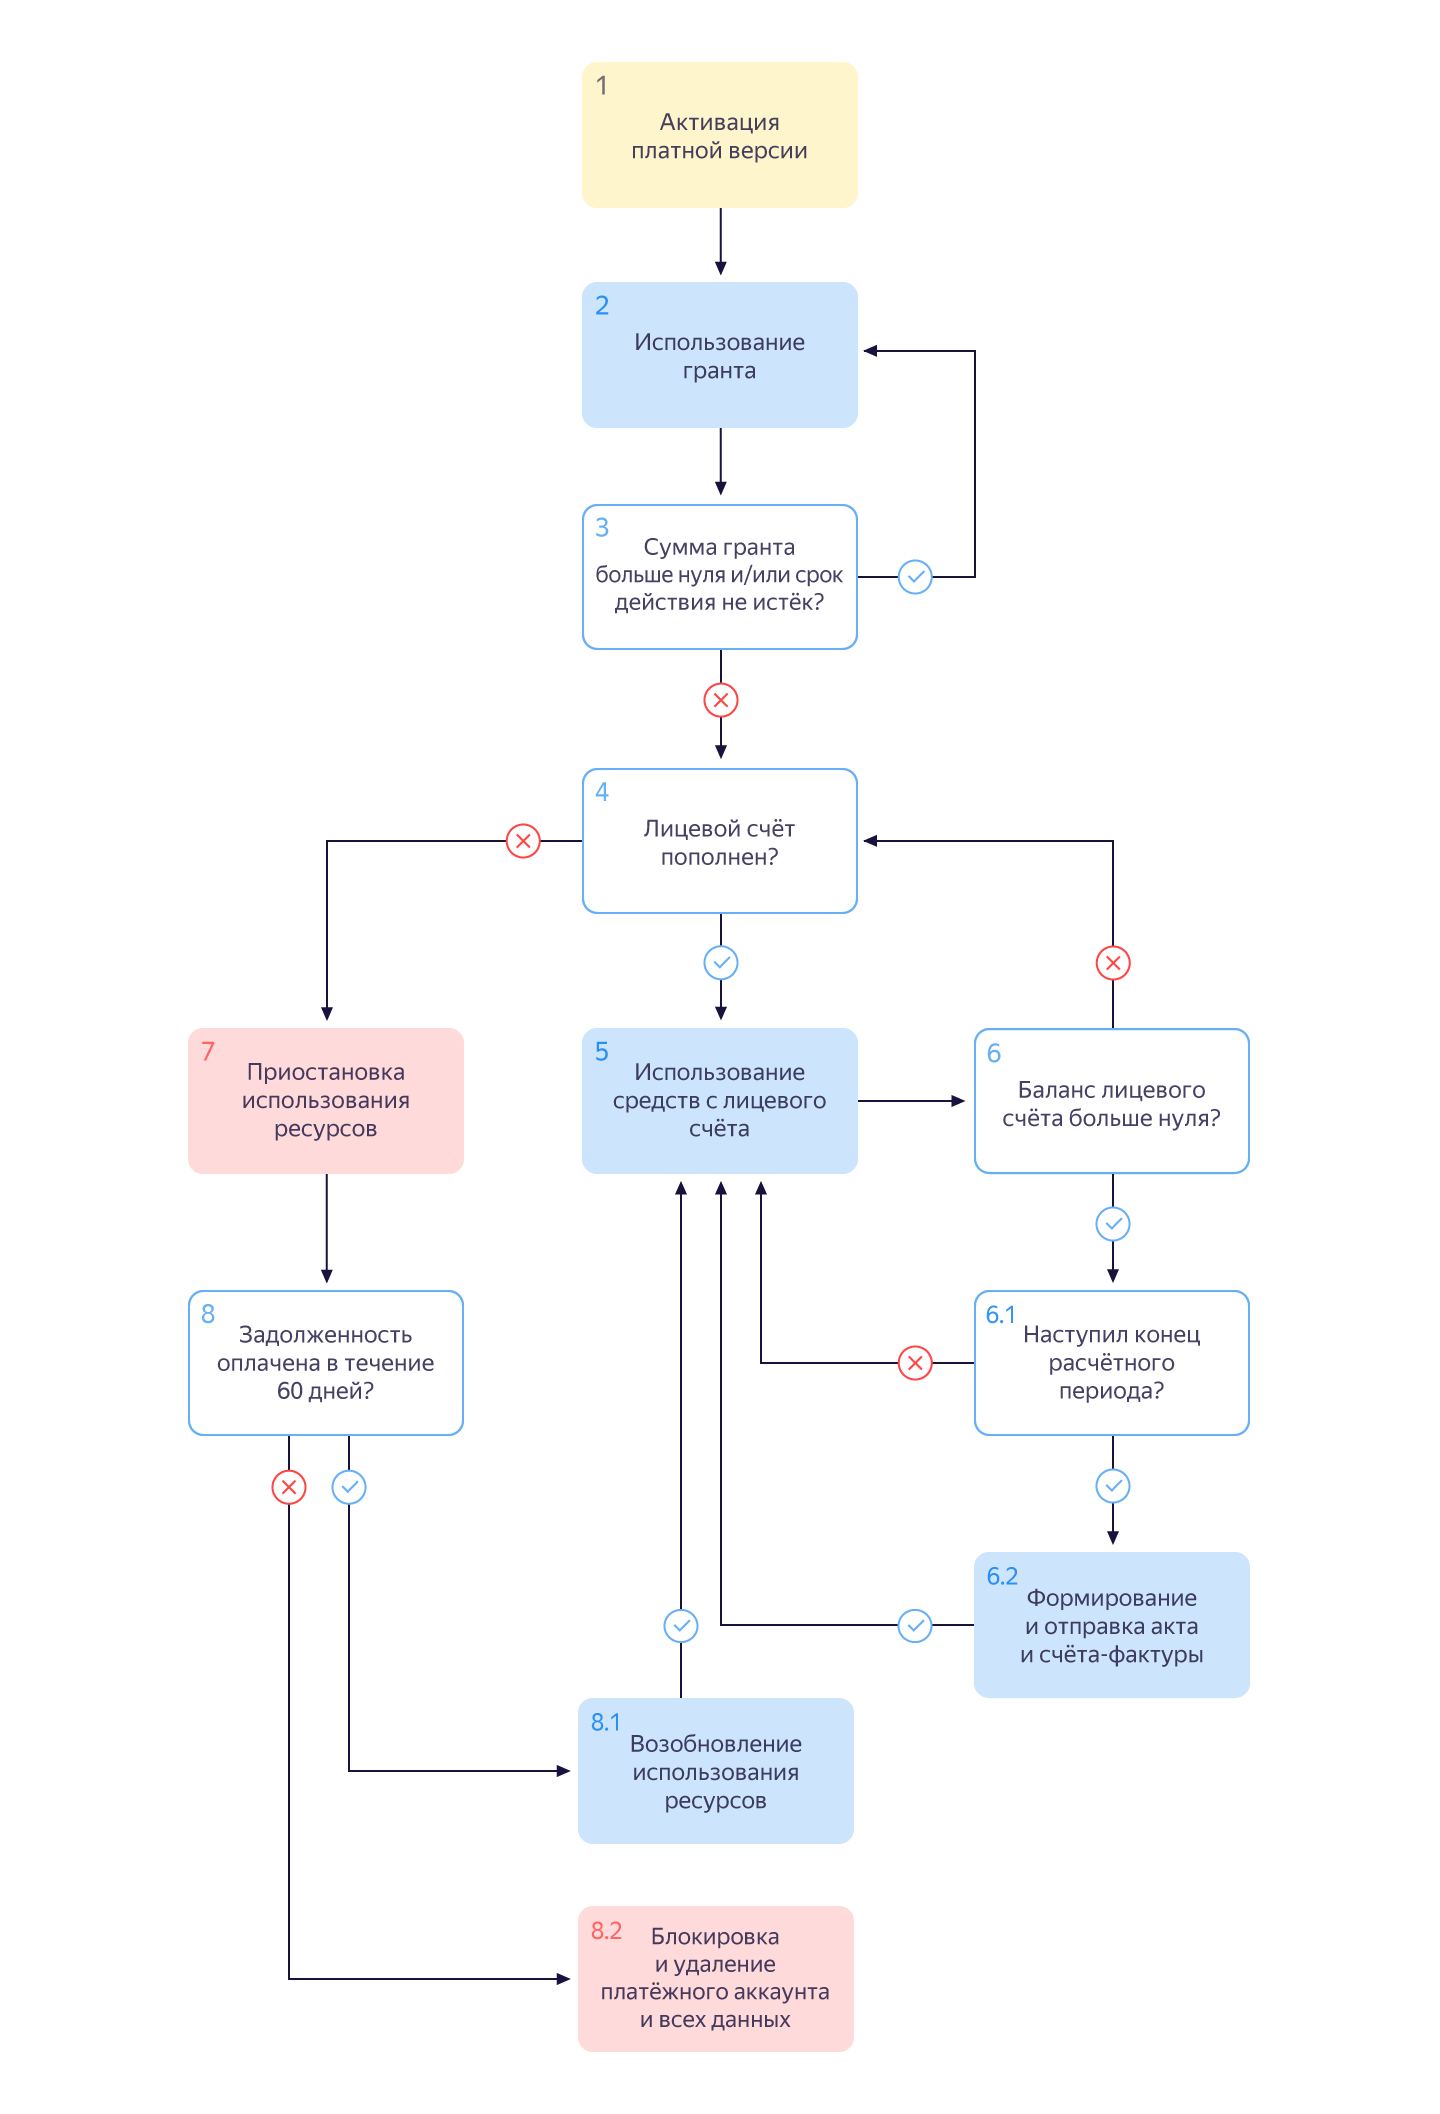 1
Активация
платной версии
2
Использование
гранта
3
Сумма гранта
больше нуля и/или срок
действия не истёк?
4
Лицевой счёт
пополнен?
7
Приостановка
использования
ресурсов
5
Использование
средств с лицевого
счёта
6
Баланс лицевого
счёта больше нуля?
8
Задолженность
оплачена в течение
60 дней?
6.1
Наступил конец
расчётного
периода?
6.2
Формирование
и отправка акта
и счёта-фактуры
8.1
Возобновление
использования
ресурсов
8.2
Блокировка
и удаление
платёжного аккаунта
и всех данных